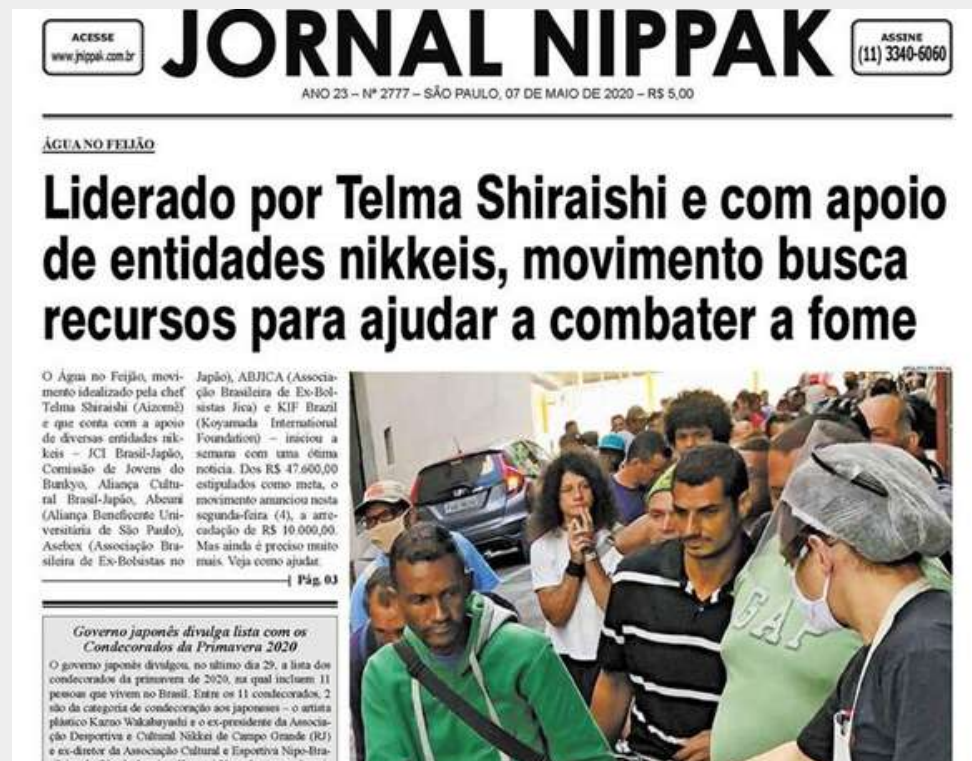 ACESSE
www.jnippak.com.br
JORNAL NIPPAK
ASSINE
(11) 3340-6060
ANO 23 – Nº 2777 – SÃO PAULO, 07 DE MAIO DE 2020 – R$ 5,00
ÁGUA NO FEIJÃO
Liderado por Telma Shiraishi e com apoio
de entidades nikkeis, movimento busca
recursos para ajudar a combater a fome
O Água no Feijão, movi-
mento idealizado pela chef
Telma Shiraishi (Aizomê)
e que conta com a apoio
de diversas entidades nik-
keis – JCI Brasil-Japão,
Comissão de Jovens do
Bunkyo, Aliança Cultu-
ral Brasil-Japão, Abeuni
(Aliança Beneficente Uni-
versitária de São Paulo),
Asebex (Associação Bra-
sileira de Ex-Bolsistas no
Japão), ABJICA (Associa-
ção Brasileira de Ex-Bol-
sistas Jica) e KIF Brazil
(Koyamada International
Foundation) – iniciou a
semana com uma ótima
notícia. Dos R$ 47.600,00
estipulados como meta, o
movimento anunciou nesta
segunda-feira (4), a arre-
cadação de R$ 10.000,00.
Mas ainda é preciso muito
mais. Veja como ajudar.
Pág. 03
Governo japonês divulga lista com os
Condecorados da Primavera 2020
O governo japonês divulgou, no último dia 29, a lista dos
condecorados da primavera de 2020, na qual incluem 11
pessoas que vivem no Brasil. Entre os 11 condecorados, 2
são da categoria de condecoração aos japoneses – o artista
plástico Kazuo Wakabayashi e o ex-presidente da Associa-
ção Desportiva e Cultural Nikkei de Campo Grande (RJ)
e ex-diretor da Associação Cultural e Esportiva Nipo-Bra-
GAP